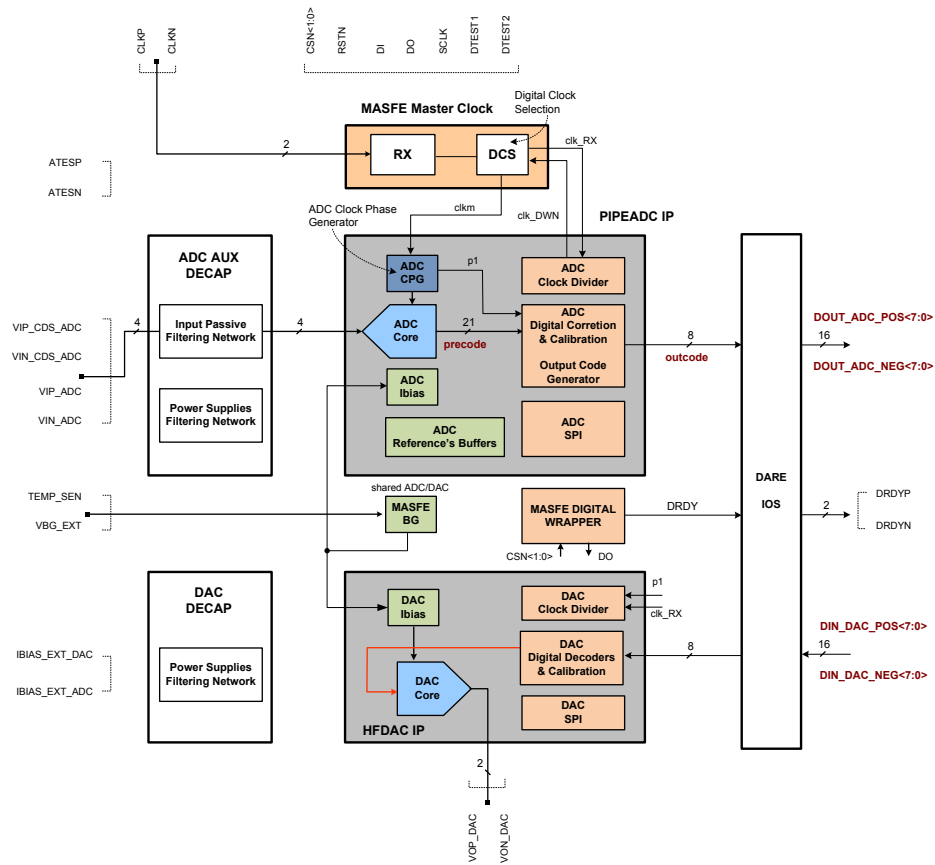 CLKP
CLKN
CSN<1:0>
RSTN
DI
DO
SCLK
DTEST1
DTEST2
Digital Clock
Selection
MASFE Master Clock
RX
DCS
clk_RX
2
ATESP
ATESN
clkm
clk_DWN
ADC Clock Phase
Generator
PIPEADC IP
ADC AUX
DECAP
ADC
CPG
p1
ADC
Clock Divider
VIP_CDS_ADC
VIN_CDS_ADC
VIP_ADC
VIN_ADC
4
Input Passive
Filtering Network
4
ADC
Core
21
precode
ADC
Digital Corretion
& Calibration
Output Code
Generator
8
outcode
DOUT_ADC_POS<7:0>
16
DOUT_ADC_NEG<7:0>
Power Supplies
Filtering Network
ADC
Ibias
ADC
Reference's Buffers
ADC
SPI
DARE
IOS
TEMP_SEN
VBG_EXT
shared ADC/DAC
MASFE
BG
MASFE DIGITAL
WRAPPER
DRDY
CSN<1:0>
DO
2
DRDYP
DRDYN
DAC
DECAP
DAC
Ibias
DAC
Clock Divider
p1
clk_RX
IBIAS_EXT_DAC
IBIAS_EXT_ADC
Power Supplies
Filtering Network
DAC
Core
DAC
Digital Decoders
& Calibration
8
DIN_DAC_POS<7:0>
16
DIN_DAC_NEG<7:0>
DAC
SPI
HFDAC IP
2
VOP_DAC
VON_DAC